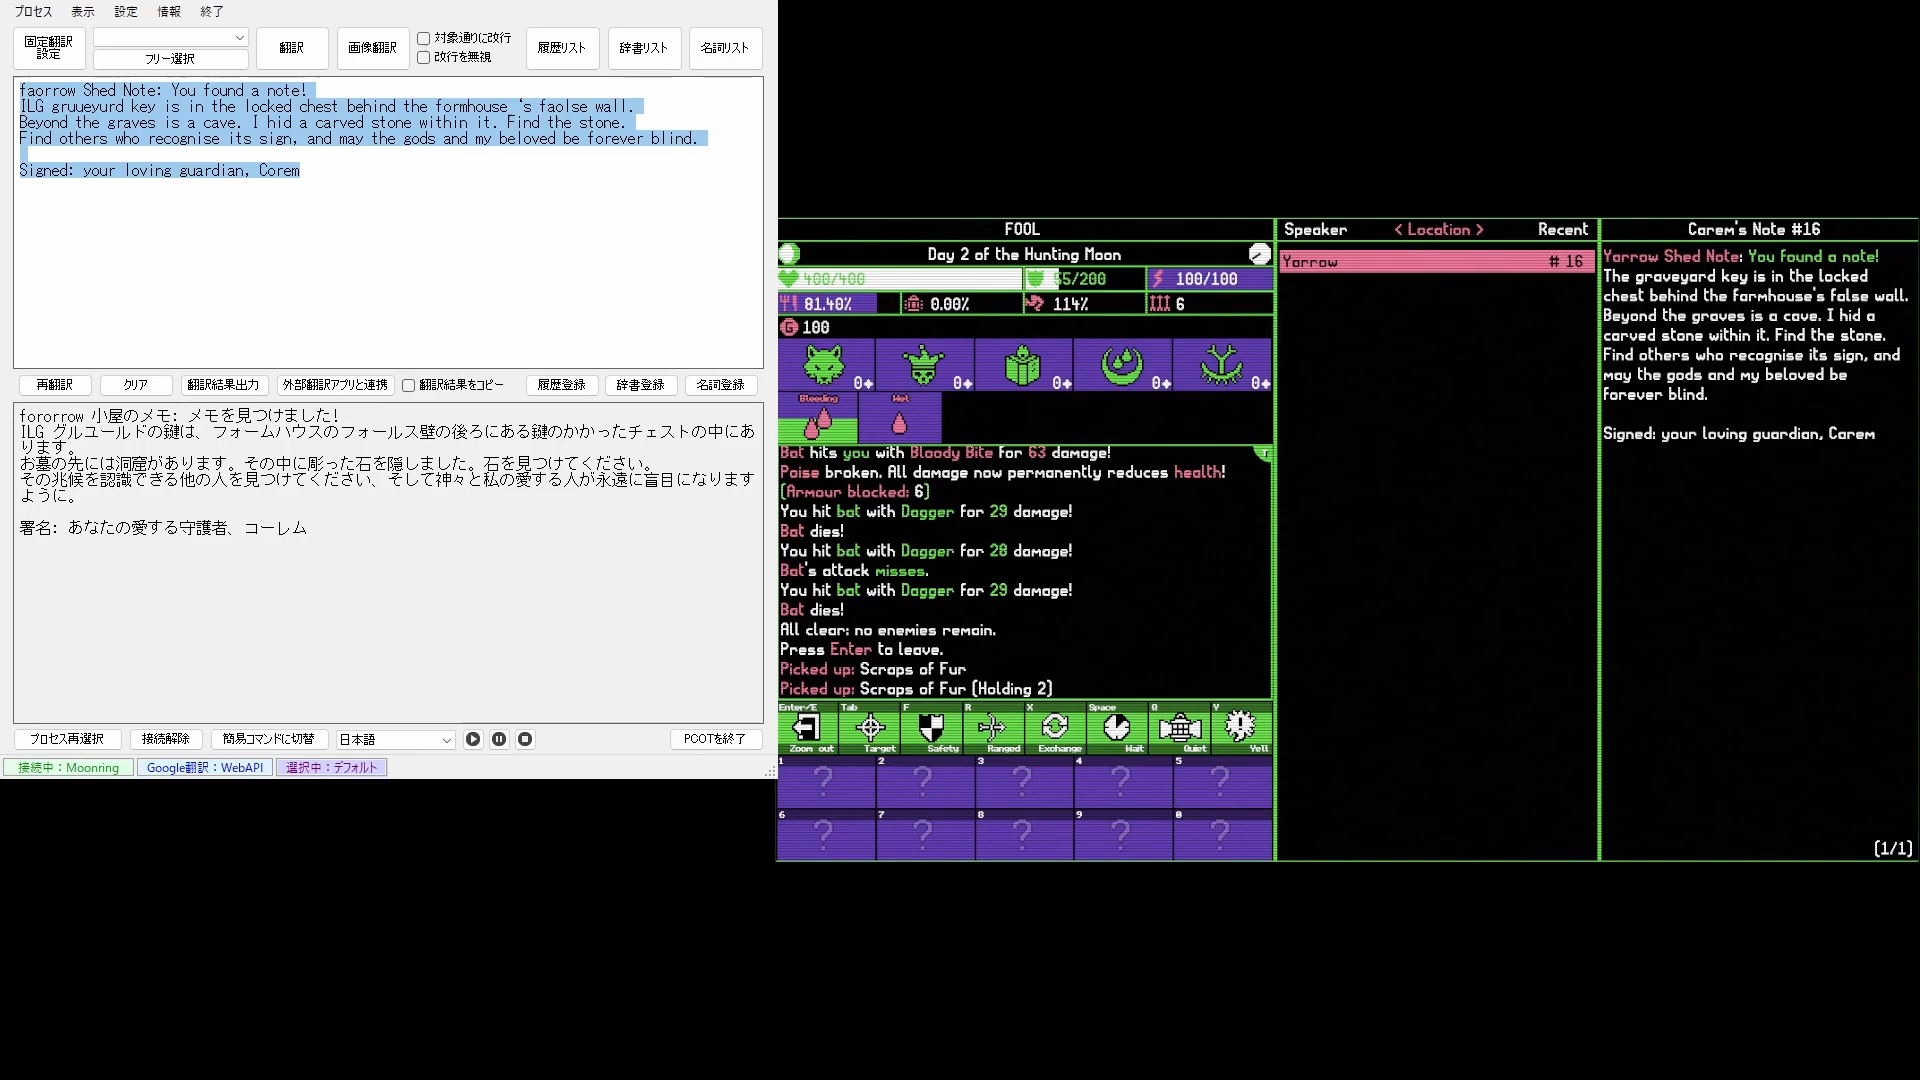 プロセス 表示 設定 情報 終了
固定翻訳
設定
フリー選択
翻訳
画像翻訳
対象通りに改行
改行を無視
履歴リスト
辞書リスト
名詞リスト
faorrow Shed Note: You found a note!
ILG gruueyurd key is in the locked chest behind the formhouse ‘s faolse wall.
Beyond the graves is a cave. I hid a carved stone within it. Find the stone.
Find others who recognise its sign, and may the gods and my beloved be forever blind.
Signed: your loving guardian, Corem
再翻訳
クリア
翻訳結果出力
外部翻訳アプリと連携
翻訳結果をコピー
履歴登録
辞書登録
名詞登録
fororrow 小屋のメモ: メモを見つけました!
ILG グルユールドの鍵は、フォームハウスのフォールス壁の後ろにある鍵のかかったチェストの中にあ
ります。
お墓の先には洞窟があります。その中に彫った石を隠しました。石を見つけてください。
その兆候を認識できる他の人を見つけてください、そして神々と私の愛する人が永遠に盲目になります
ように。
署名: あなたの愛する守護者、コーレム
プロセス再選択
接続解除
簡易コマンドに切替
日本語
PCOTを終了
接続中：Moonring
Google翻訳：WebAPI
選択中：デフォルト
FOOL
Day 2 of the Hunting Moon
400/400
55/200
100/100
81.40%
0.00%
114%
6
100
0+
0+
0+
0+
0+
Bleeding
Wet
Bat hits you with Bloody Bite for 63 damage!
Poise broken. All damage now permanently reduces health!
(Armour blocked: 6)
You hit bat with Dagger for 29 damage!
Bat dies!
You hit bat with Dagger for 28 damage!
Bat's attack misses.
You hit bat with Dagger for 29 damage!
Bat dies!
All clear: no enemies remain.
Press Enter to leave.
Picked up: Scraps of Fur
Picked up: Scraps of Fur (Holding 2)
Enter/E
Zoom out
Tab
Target
F
Safety
R
Ranged
X
Exchange
Space
Wait
Q
Quiet
Y
Yell
1 ?
2 ?
3 ?
4 ?
5 ?
6 ?
7 ?
8 ?
9 ?
0 ?
Speaker
< Location >
Recent
Yarrow
# 16
Carem's Note #16
Yarrow Shed Note: You found a note!
The graveyard key is in the locked
chest behind the farmhouse's false wall.
Beyond the graves is a cave. I hid a
carved stone within it. Find the stone.
Find others who recognise its sign, and
may the gods and my beloved be
forever blind.
Signed: your loving guardian, Carem
(1/1)